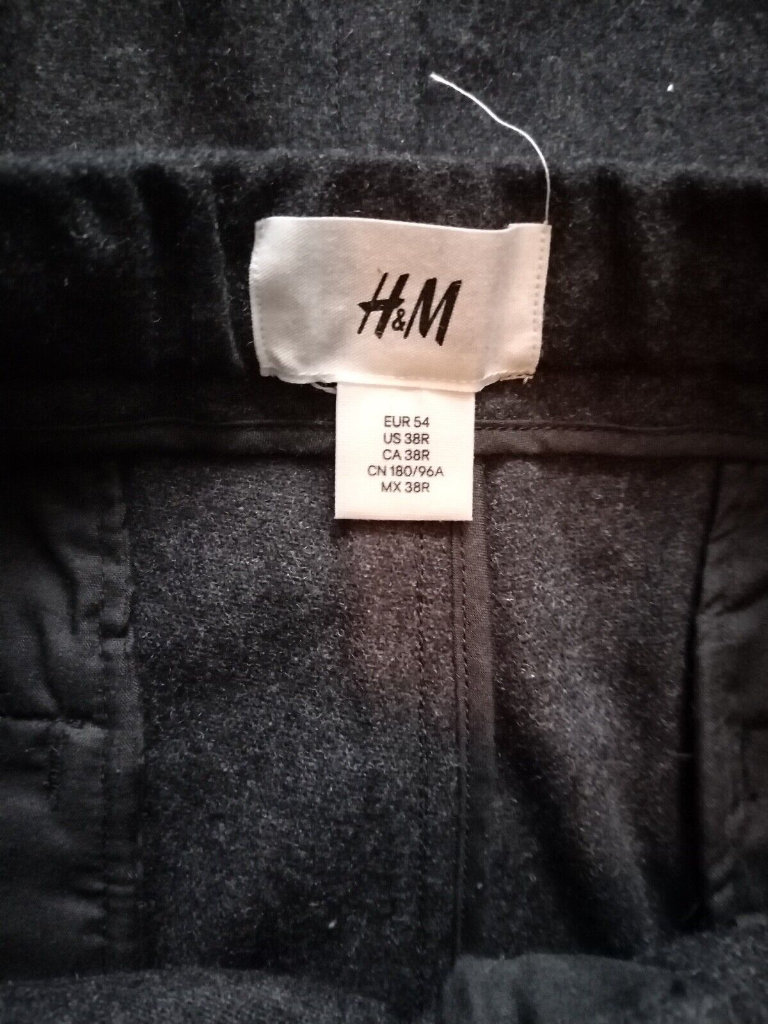 H&M
EUR 54
US 38R
CA 38R
CN 180/96A
MX 38R